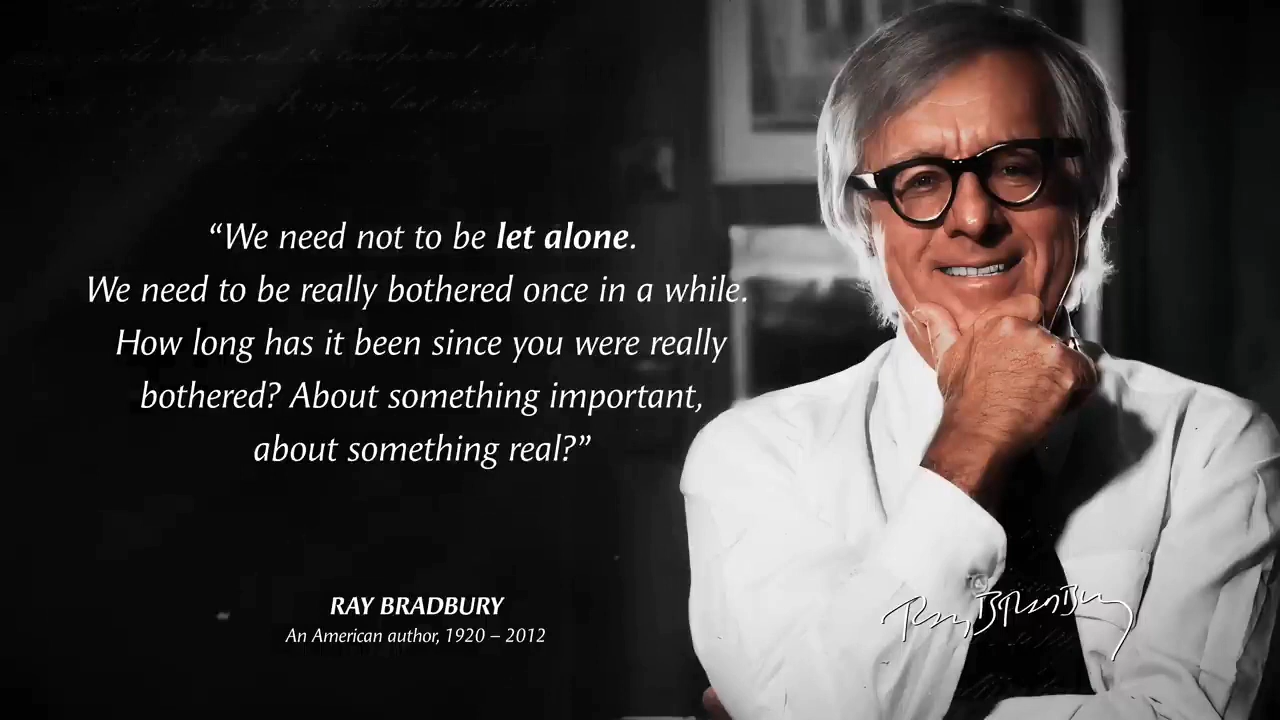 “We need not to be let alone.
We need to be really bothered once in a while.
How long has it been since you were really
bothered? About something important,
about something real?”
RAY BRADBURY
An American author, 1920 – 2012
Ray Bradbury